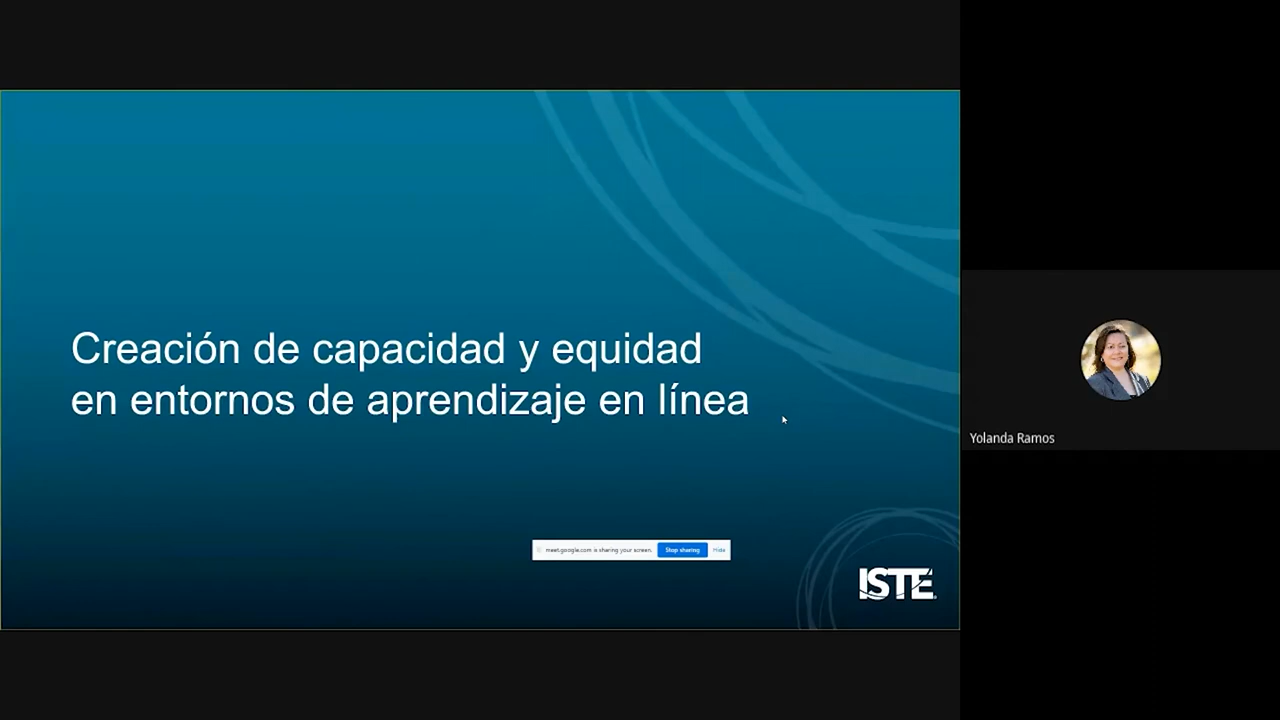 Creación de capacidad y equidad
en entornos de aprendizaje en línea
Yolanda Ramos
meet.google.com is sharing your screen. Stop sharing Hide
ISTE